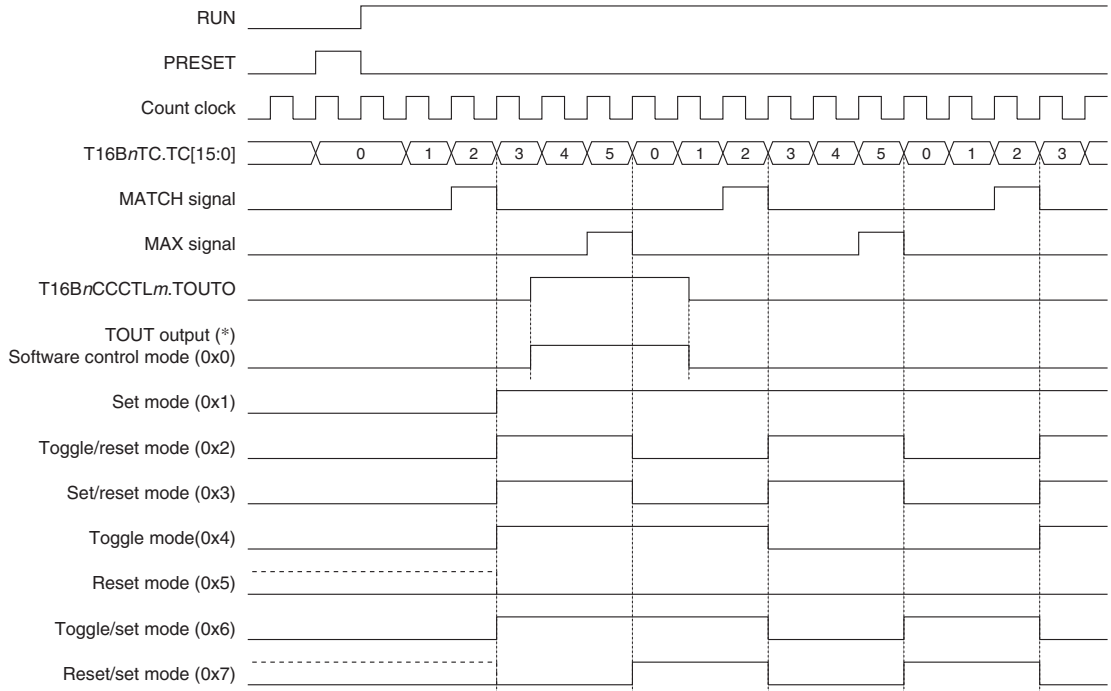 RUN
PRESET
Count clock
T16BnTC.TC[15:0] 0 1 2 3 4 5 0 1 2 3 4 5 0 1 2 3
MATCH signal
MAX signal
T16BnCCCTLm.TOUTO
TOUT output (*)
Software control mode (0x0)
Set mode (0x1)
Toggle/reset mode (0x2)
Set/reset mode (0x3)
Toggle mode(0x4)
Reset mode (0x5)
Toggle/set mode (0x6)
Reset/set mode (0x7)